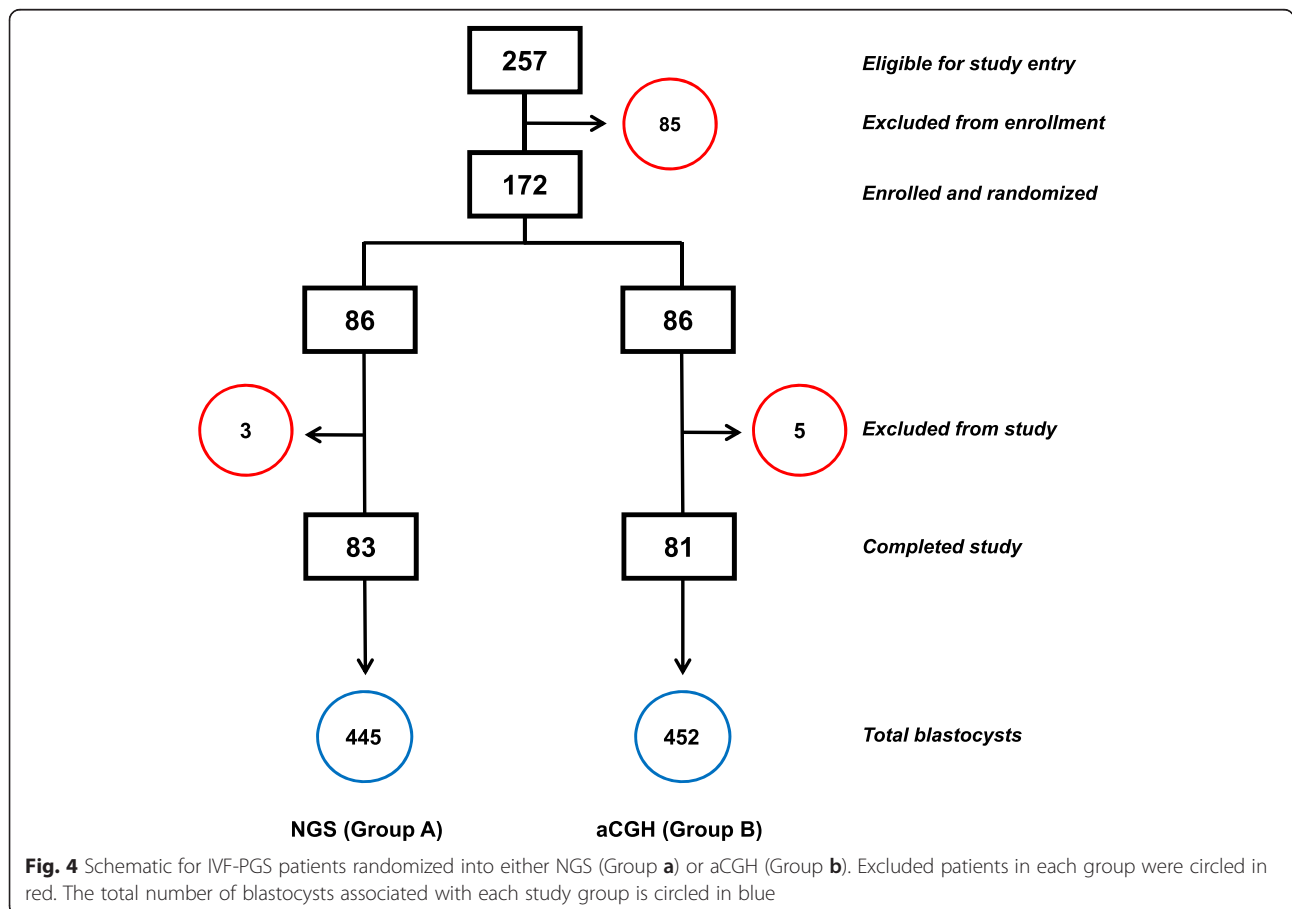 257
Eligible for study entry
85
Excluded from enrollment
172
Enrolled and randomized
86
86
3
5
Excluded from study
83
81
Completed study
445
452
Total blastocysts
NGS (Group A)
aCGH (Group B)
Fig. 4 Schematic for IVF-PGS patients randomized into either NGS (Group a) or aCGH (Group b). Excluded patients in each group were circled in
red. The total number of blastocysts associated with each study group is circled in blue